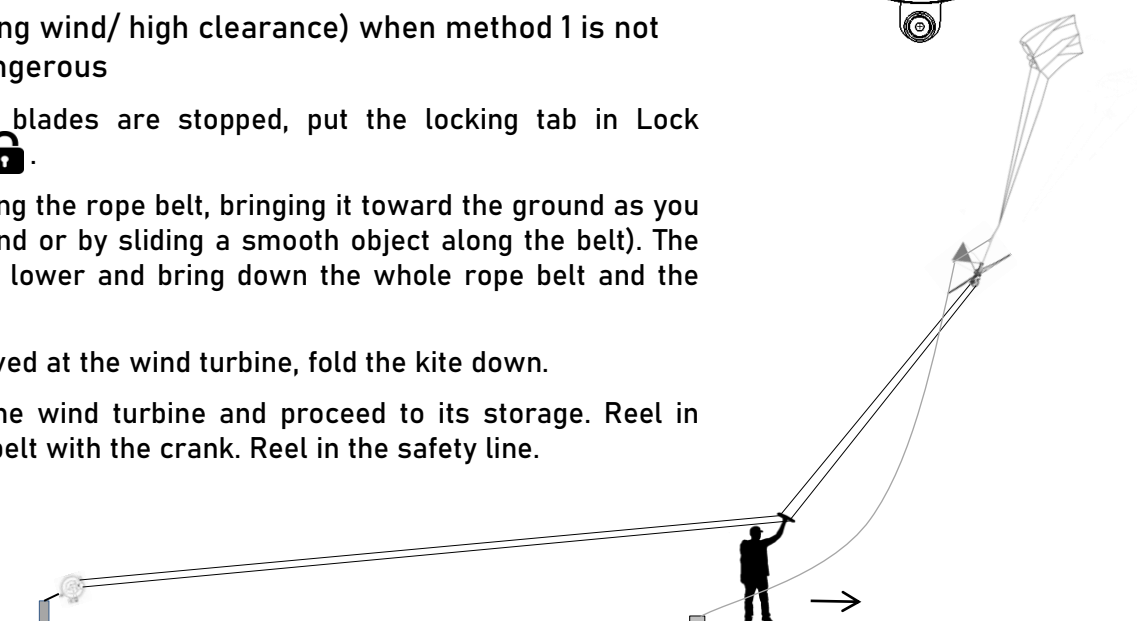 ng wind/ high clearance) when method 1 is not
ngerous
blades are stopped, put the locking tab in Lock
.
ng the rope belt, bringing it toward the ground as you
nd or by sliding a smooth object along the belt). The
lower and bring down the whole rope belt and the
ved at the wind turbine, fold the kite down.
he wind turbine and proceed to its storage. Reel in
belt with the crank. Reel in the safety line.